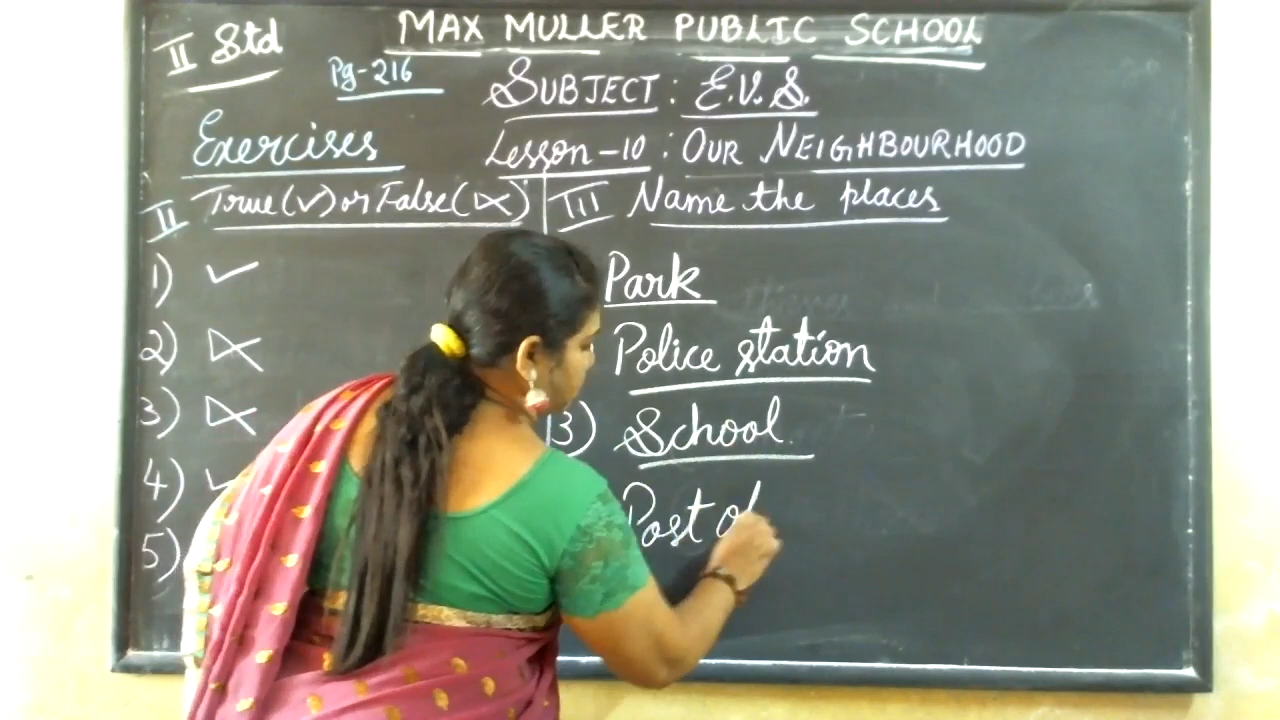 II Std
MAX MULLER PUBLIC SCHOOL
Pg-216
SUBJECT : E.V.S.
Exercises
Lesson-10 : OUR NEIGHBOURHOOD
II True(✓) or False(✗)
1) ✓
2) ✗
3) ✗
4) ✓
5)
III Name the places
Park
Police station
3) School.
Post of